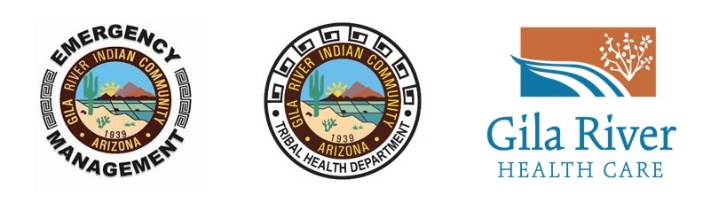 EMERGENCY
GILA RIVER INDIAN COMMUNITY
1939
ARIZONA
MANAGEMENT
GILA RIVER INDIAN COMMUNITY
1939
ARIZONA
TRIBAL HEALTH DEPARTMENT
Gila River
HEALTH CARE